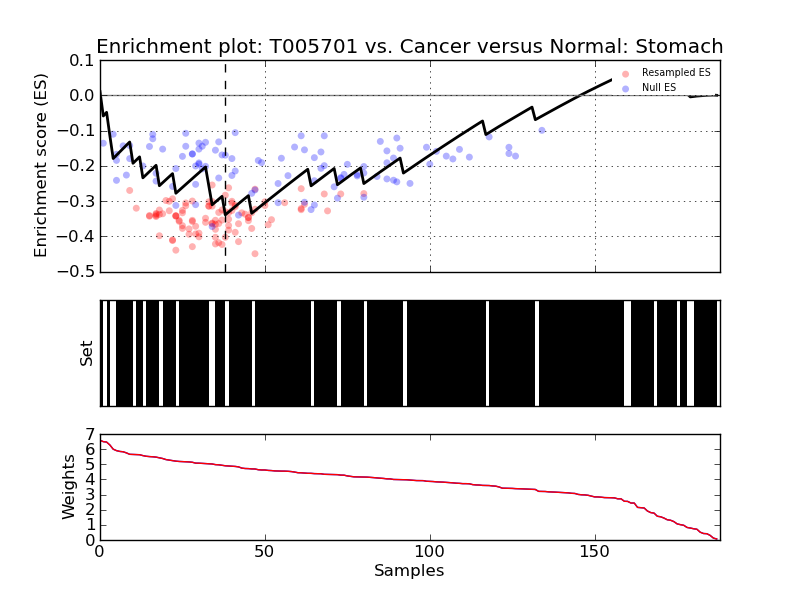 Enrichment plot: T005701 vs. Cancer versus Normal: Stomach
Enrichment score (ES)
0.1
0.0
−0.1
−0.2
−0.3
−0.4
−0.5
Resampled ES
Null ES
Set
Weights
7
6
5
4
3
2
1
0
0
50
100
150
Samples